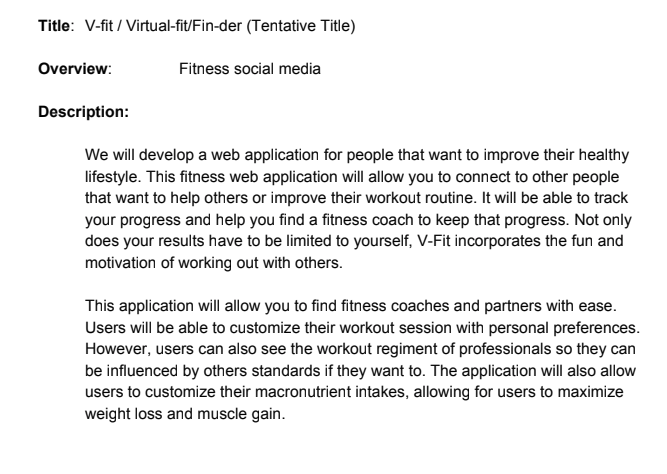 Title: V-fit / Virtual-fit/Fin-der (Tentative Title)
Overview: Fitness social media
Description:
We will develop a web application for people that want to improve their healthy
lifestyle. This fitness web application will allow you to connect to other people
that want to help others or improve their workout routine. It will be able to track
your progress and help you find a fitness coach to keep that progress. Not only
does your results have to be limited to yourself, V-Fit incorporates the fun and
motivation of working out with others.
This application will allow you to find fitness coaches and partners with ease.
Users will be able to customize their workout session with personal preferences.
However, users can also see the workout regiment of professionals so they can
be influenced by others standards if they want to. The application will also allow
users to customize their macronutrient intakes, allowing for users to maximize
weight loss and muscle gain.